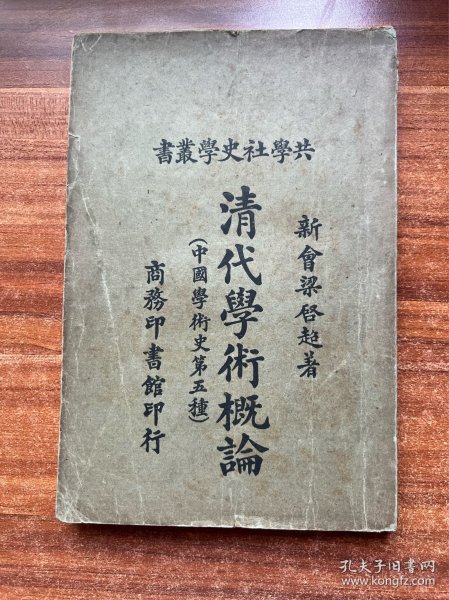 共學社史學叢書
新會梁啓超著
清代學術概論
(中國學術史第五種)
商務印書館印行
孔夫子旧书网
www.kongfz.com